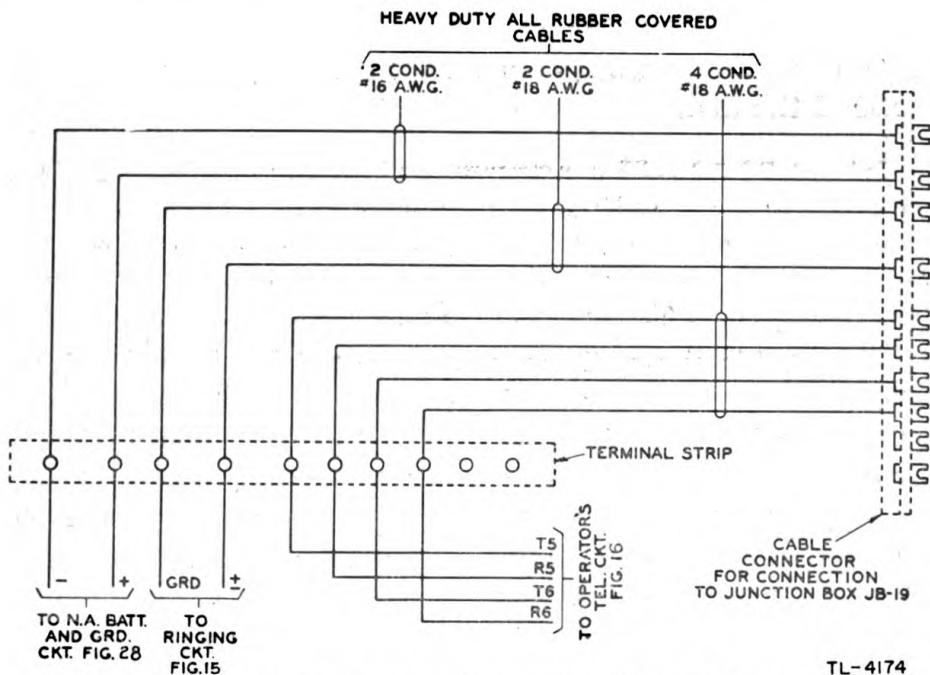 HEAVY DUTY ALL RUBBER COVERED
CABLES
2 COND.
#16 A.W.G.
2 COND.
#18 A.W.G
4 COND.
#18 A.W.G.
TERMINAL STRIP
T5
R5
T6
R6
TO OPERATOR'S
TEL. CKT.
FIG. 16
CABLE
CONNECTOR
FOR CONNECTION
TO JUNCTION BOX JB-19
- +
GRD ±
TO N.A. BATT.
AND GRD.
CKT. FIG. 28
TO
RINGING
CKT.
FIG.15
TL-4174